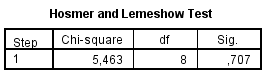 Hosmer and Lemeshow Test
Step Chi-square df Sig.
1 5,463 8 ,707